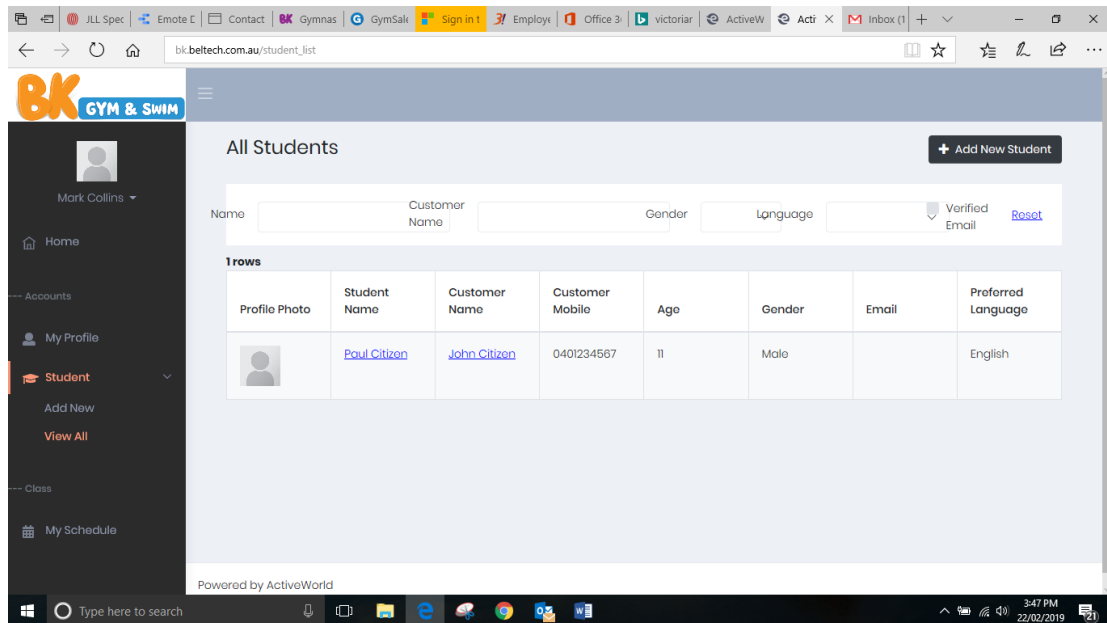 JLL Spec
Emote D
Contact
BK Gymnas
GymSale
Sign in t
Employe
Office 3
victoriar
ActiveW
Acti
Inbox (1
bk.beltech.com.au/student_list
BK
GYM & SWIM
Mark Collins
Home
--- Accounts
My Profile
Student
Add New
View All
--- Class
My Schedule
All Students
+ Add New Student
Name
Customer
Name
Gender
Language
Verified
Email
Reset
1 rows
Profile Photo
Student
Name
Customer
Name
Customer
Mobile
Age
Gender
Email
Preferred
Language
Paul Citizen
John Citizen
0401234567
11
Male
English
Powered by ActiveWorld
Type here to search
3:47 PM
22/02/2019
21